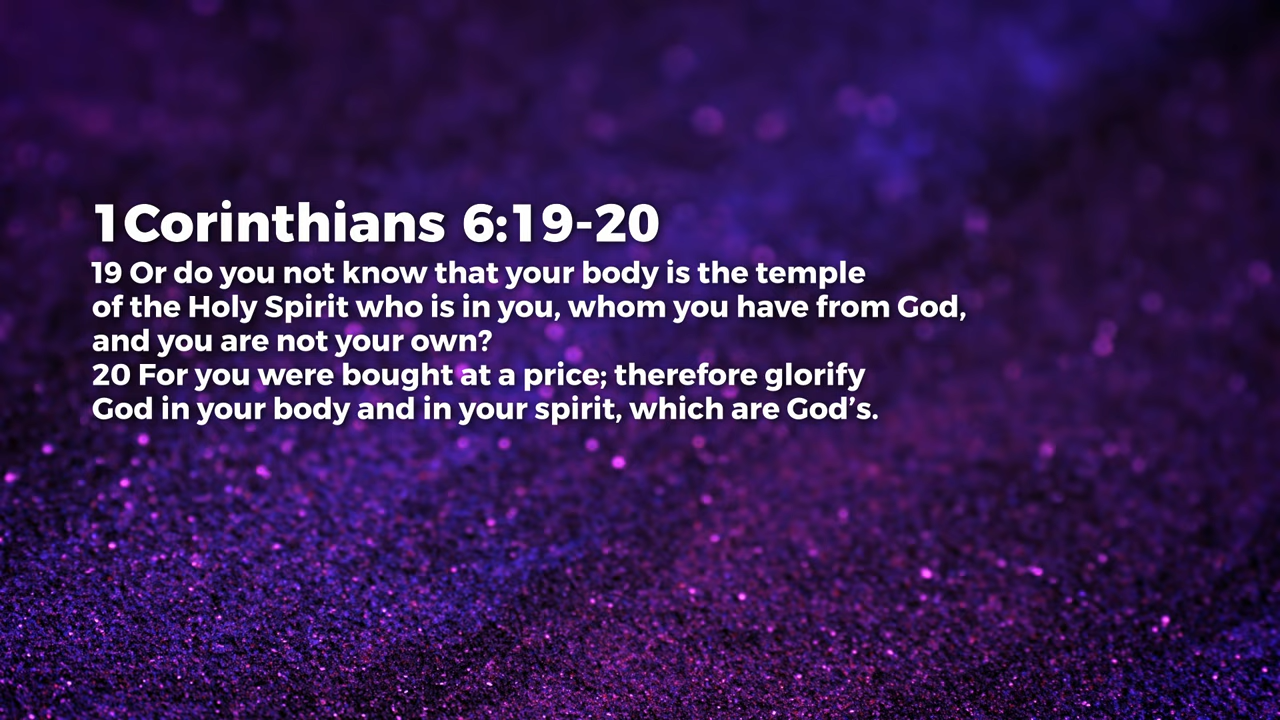 1Corinthians 6:19-20
19 Or do you not know that your body is the temple
of the Holy Spirit who is in you, whom you have from God,
and you are not your own?
20 For you were bought at a price; therefore glorify
God in your body and in your spirit, which are God’s.